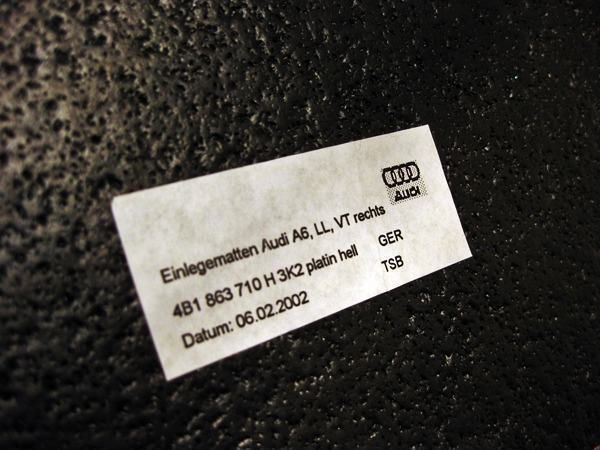 Audi
Einlegematten Audi A6, LL, VT rechts
4B1 863 710 H 3K2 platin hell GER
Datum: 06.02.2002 TSB